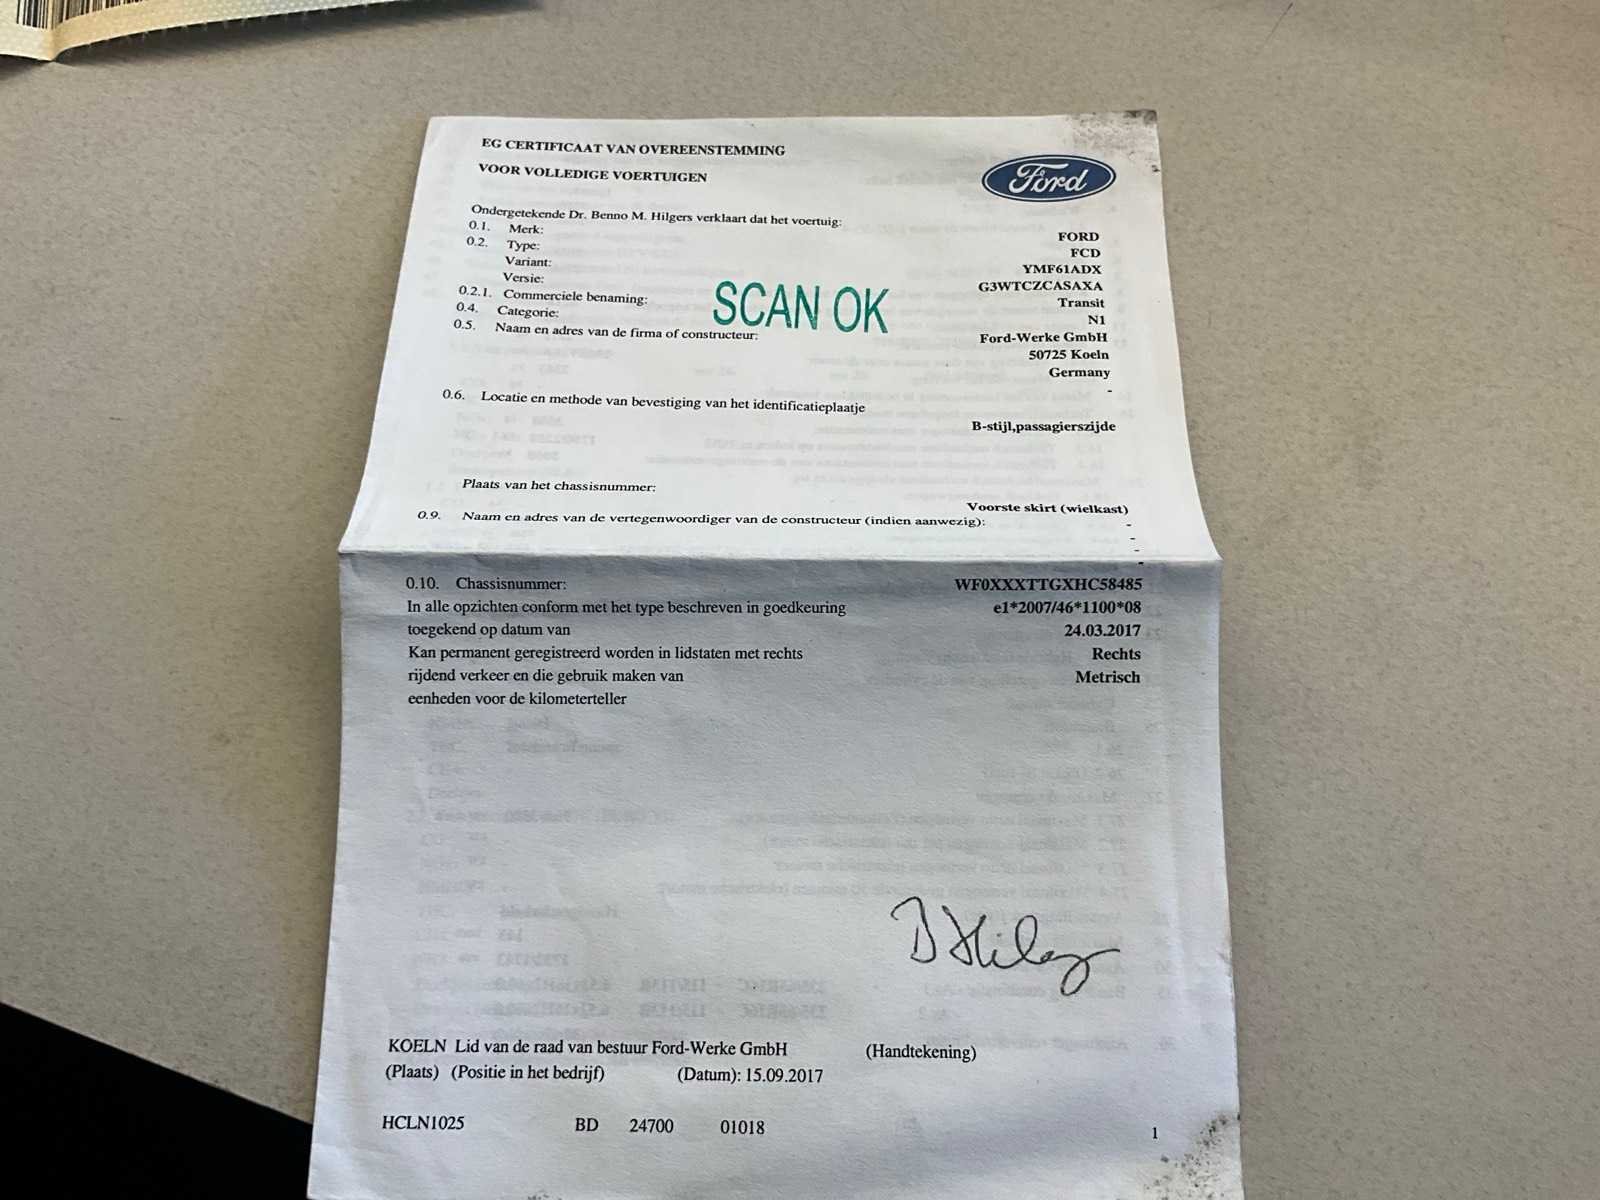 EG CERTIFICAAT VAN OVEREENSTEMMING
VOOR VOLLEDIGE VOERTUIGEN
Ford
Ondergetekende Dr. Benno M. Hilgers verklaart dat het voertuig:
0.1. Merk: FORD
0.2. Type: FCD
Variant: YMF61ADX
Versie: G3WTCZCASAXA
0.2.1. Commerciele benaming: Transit
0.4. Categorie: N1
0.5. Naam en adres van de firma of constructeur: Ford-Werke GmbH
50725 Koeln
Germany
-
SCAN OK
0.6. Locatie en methode van bevestiging van het identificatieplaatje
B-stijl,passagierszijde
Plaats van het chassisnummer:
Voorste skirt (wielkast)
0.9. Naam en adres van de vertegenwoordiger van de constructeur (indien aanwezig): -
-
-
-
0.10. Chassisnummer: WF0XXXTTGXHC58485
In alle opzichten conform met het type beschreven in goedkeuring e1*2007/46*1100*08
toegekend op datum van 24.03.2017
Kan permanent geregistreerd worden in lidstaten met rechts Rechts
rijdend verkeer en die gebruik maken van Metrisch
eenheden voor de kilometerteller
KOELN Lid van de raad van bestuur Ford-Werke GmbH (Handtekening)
(Plaats) (Positie in het bedrijf) (Datum): 15.09.2017
HCLN1025 BD 24700 01018
1